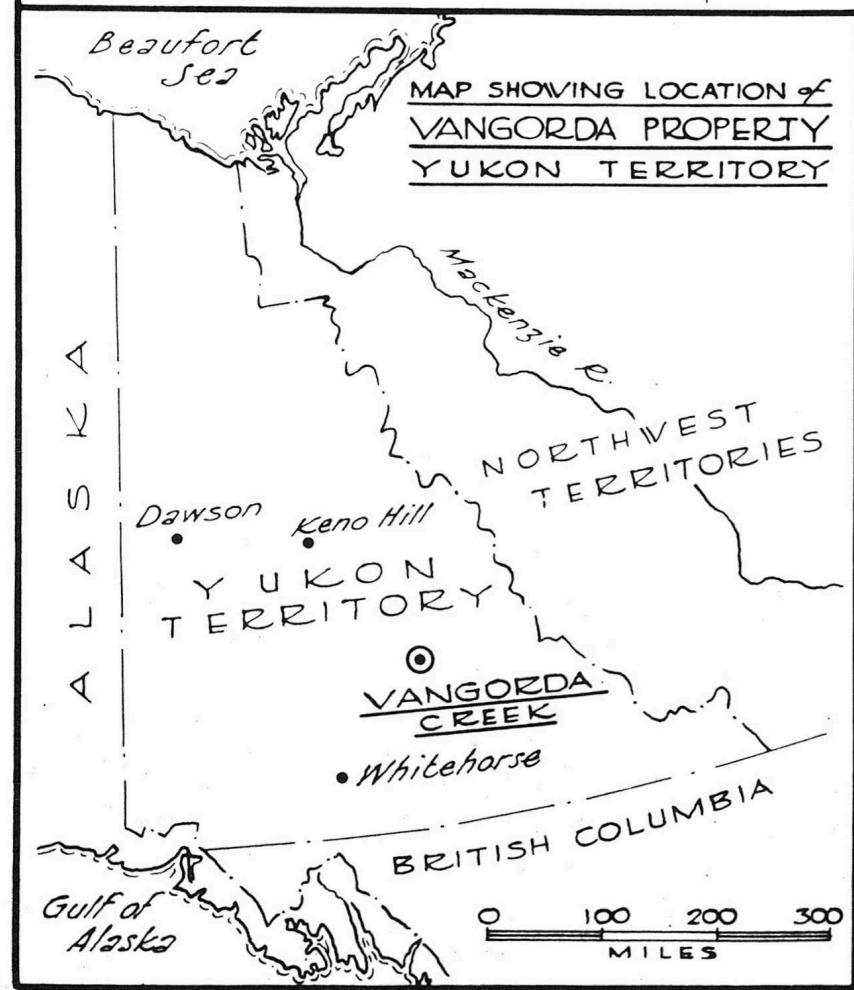 Beaufort
Sea
MAP SHOWING LOCATION of
VANGORDA PROPERTY
YUKON TERRITORY
Mackenzie R.
NORTHWEST
TERRITORIES
ALASKA
Dawson
Keno Hill
YUKON
TERRITORY
VANGORDA
CREEK
Whitehorse
BRITISH COLUMBIA
Gulf of
Alaska
0 100 200 300
MILES